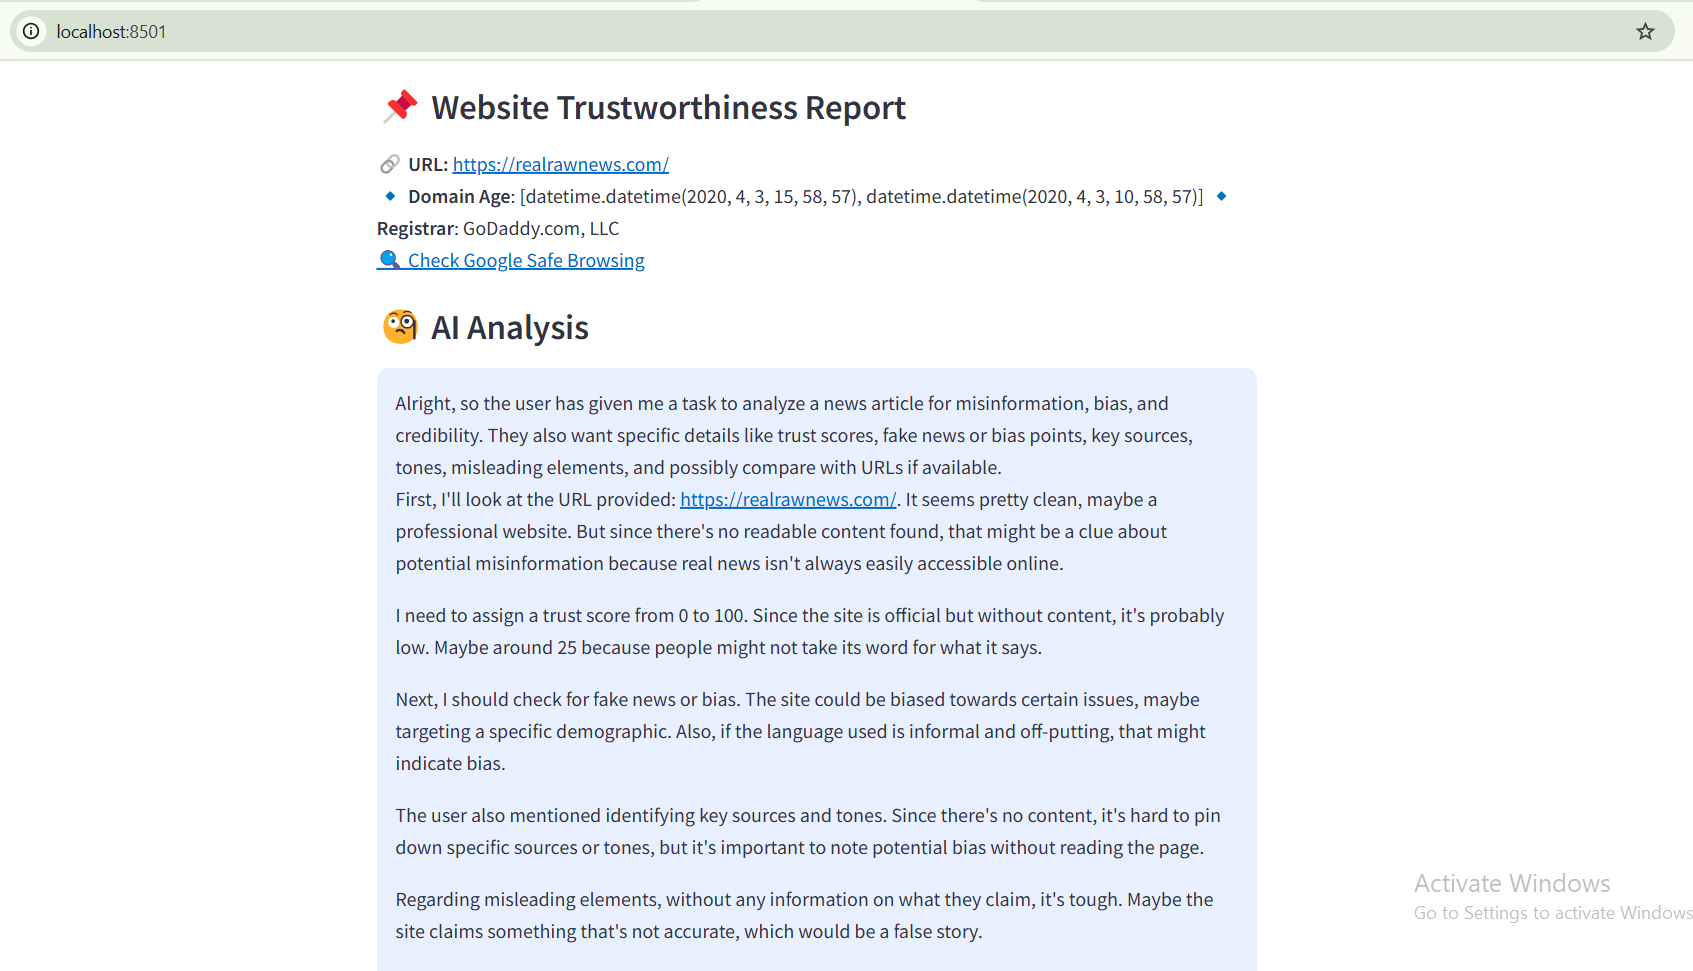 localhost:8501
📌 Website Trustworthiness Report
🔗 URL: https://realrawnews.com/
🔹 Domain Age: [datetime.datetime(2020, 4, 3, 15, 58, 57), datetime.datetime(2020, 4, 3, 10, 58, 57)] 🔹
Registrar: GoDaddy.com, LLC
🔍 Check Google Safe Browsing
🧐 AI Analysis
Alright, so the user has given me a task to analyze a news article for misinformation, bias, and
credibility. They also want specific details like trust scores, fake news or bias points, key sources,
tones, misleading elements, and possibly compare with URLs if available.
First, I'll look at the URL provided: https://realrawnews.com/. It seems pretty clean, maybe a
professional website. But since there's no readable content found, that might be a clue about
potential misinformation because real news isn't always easily accessible online.
I need to assign a trust score from 0 to 100. Since the site is official but without content, it's probably
low. Maybe around 25 because people might not take its word for what it says.
Next, I should check for fake news or bias. The site could be biased towards certain issues, maybe
targeting a specific demographic. Also, if the language used is informal and off-putting, that might
indicate bias.
The user also mentioned identifying key sources and tones. Since there's no content, it's hard to pin
down specific sources or tones, but it's important to note potential bias without reading the page.
Regarding misleading elements, without any information on what they claim, it's tough. Maybe the
site claims something that's not accurate, which would be a false story.
Activate Windows
Go to Settings to activate Windows